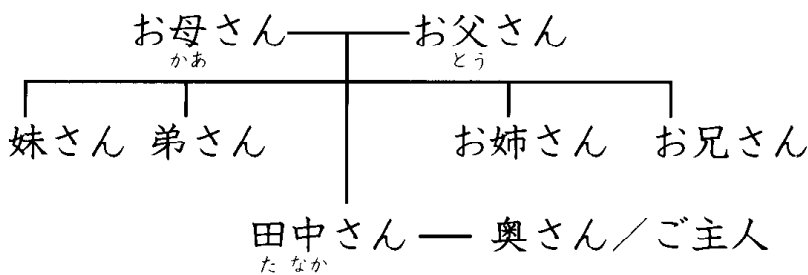 お母さん お父さん
かあ とう
妹さん 弟さん お姉さん お兄さん
田中さん 奥さん/ご主人
たなか